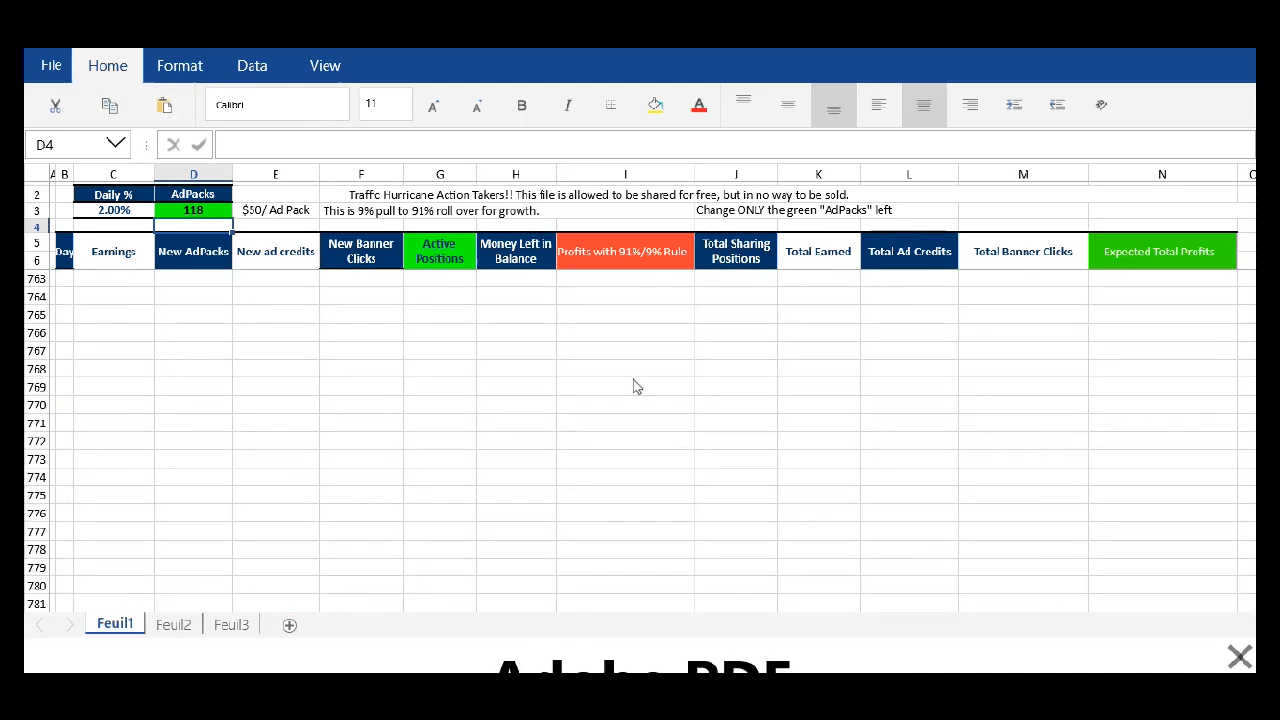 File Home Format Data View
Calibri 11 A A B I A
D4
A B C D E F G H I J K L M N O
2 Daily % AdPacks Traffic Hurricane Action Takers!! This file is allowed to be shared for free, but in no way to be sold.
3 2.00% 118 $50/ Ad Pack This is 9% pull to 91% roll over for growth. Change ONLY the green "AdPacks" left
4
5 New Banner Active Money Left in Total Sharing
Day Earnings New AdPacks New ad credits Profits with 91%/9% Rule Total Earned Total Ad Credits Total Banner Clicks Expected Total Profits
6 Clicks Positions Balance Positions
763
764
765
766
767
768
769
770
771
772
773
774
775
776
777
778
779
780
781
Feuil1 Feuil2 Feuil3
Adobe PDF